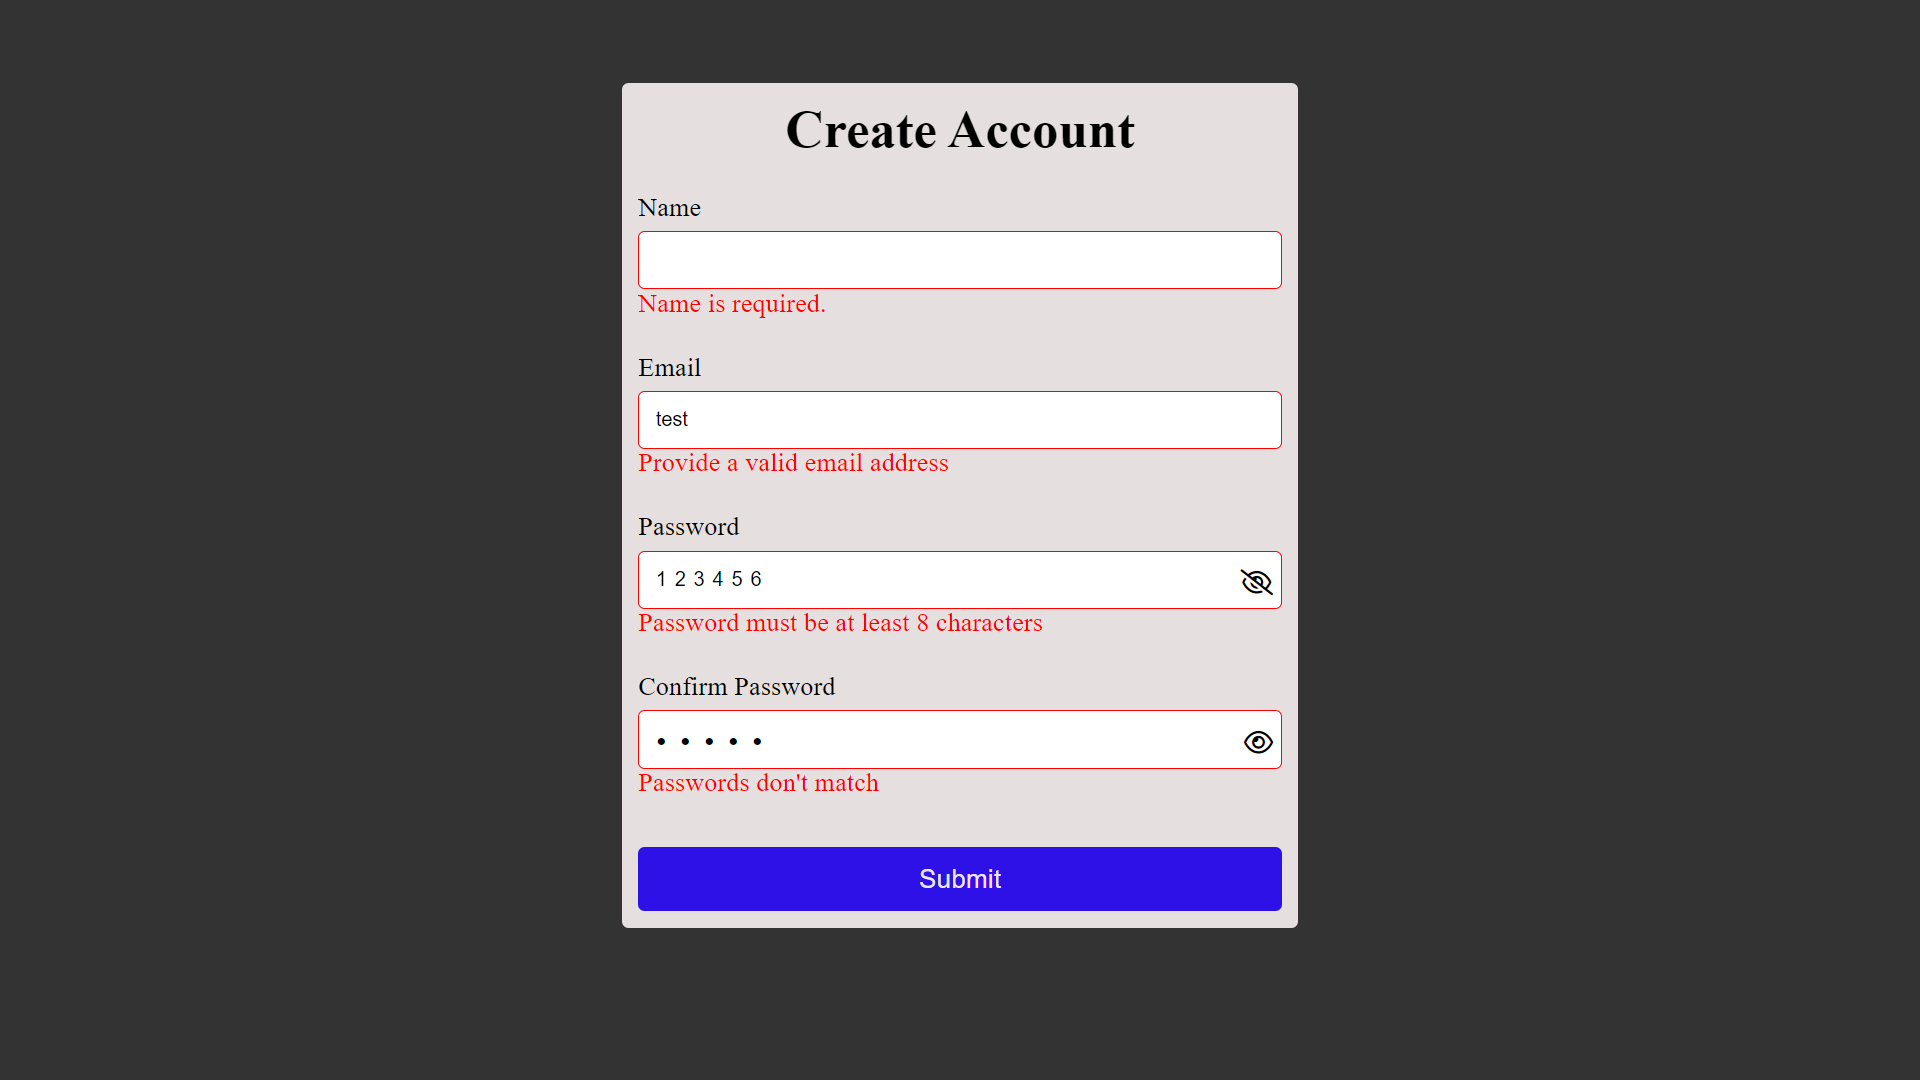 Create Account
Name
Name is required.
Email
test
Provide a valid email address
Password
1 2 3 4 5 6
Password must be at least 8 characters
Confirm Password
• • • • •
Passwords don't match
Submit